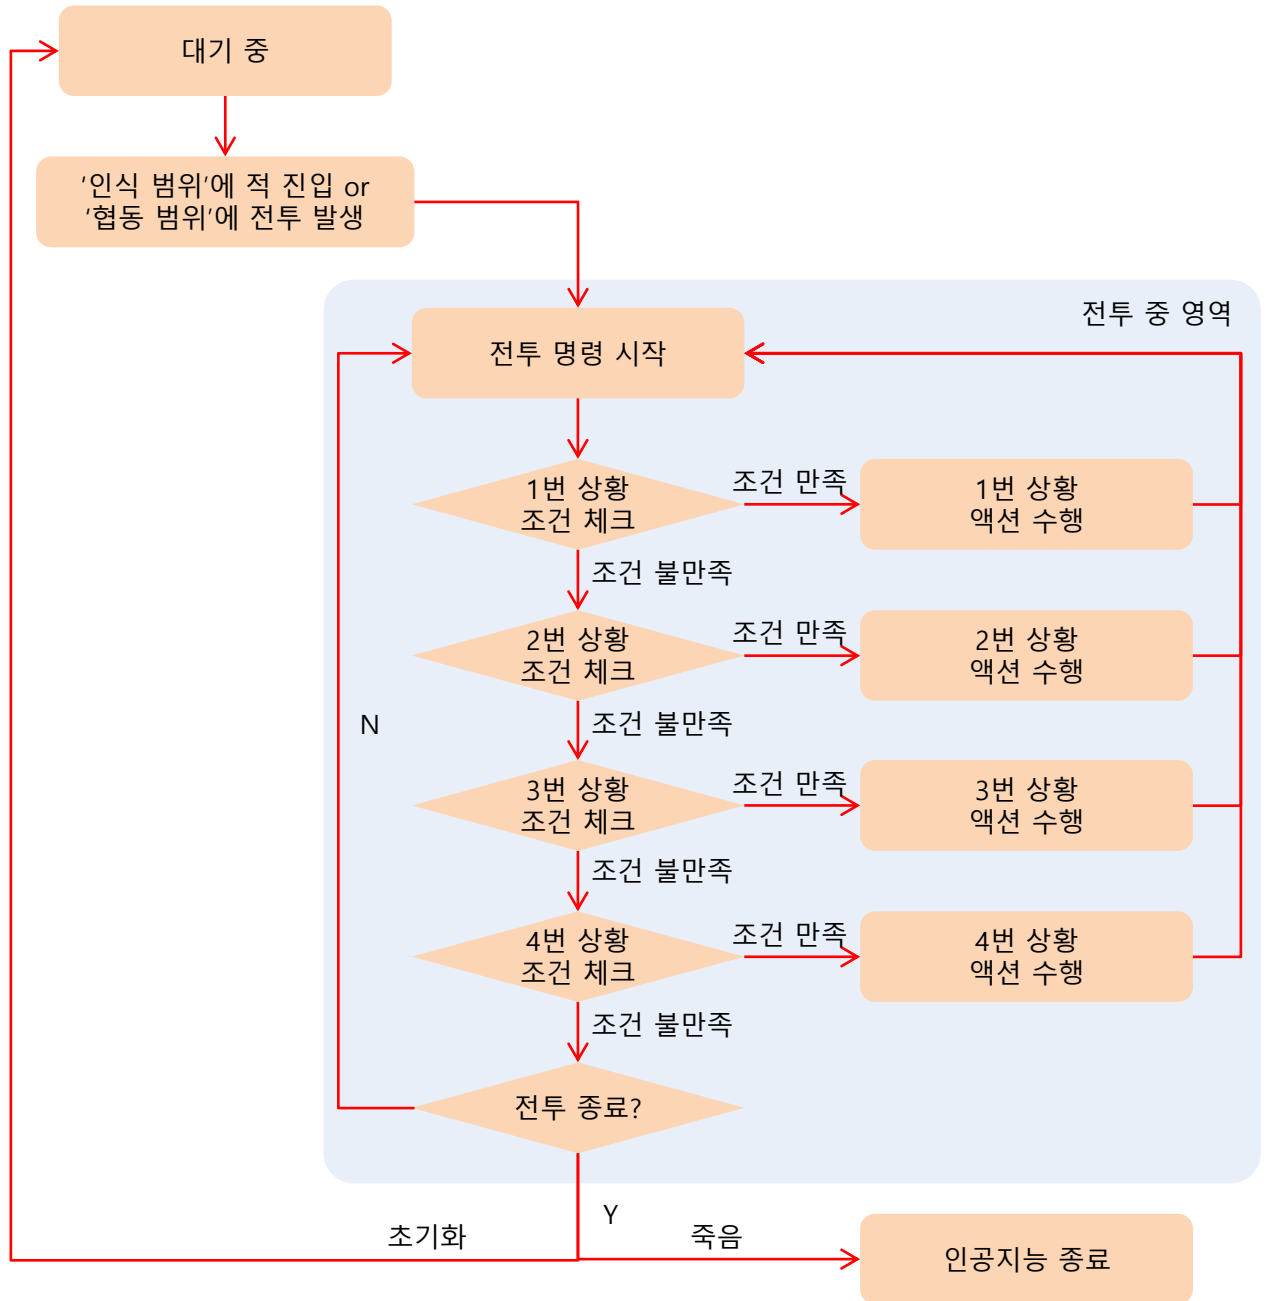 대기 중
'인식 범위'에 적 진입 or
'협동 범위'에 전투 발생
전투 중 영역
전투 명령 시작
1번 상황
조건 체크
조건 만족
1번 상황
액션 수행
조건 불만족
2번 상황
조건 체크
조건 만족
2번 상황
액션 수행
N
조건 불만족
3번 상황
조건 체크
조건 만족
3번 상황
액션 수행
조건 불만족
4번 상황
조건 체크
조건 만족
4번 상황
액션 수행
조건 불만족
전투 종료?
Y
초기화
죽음
인공지능 종료